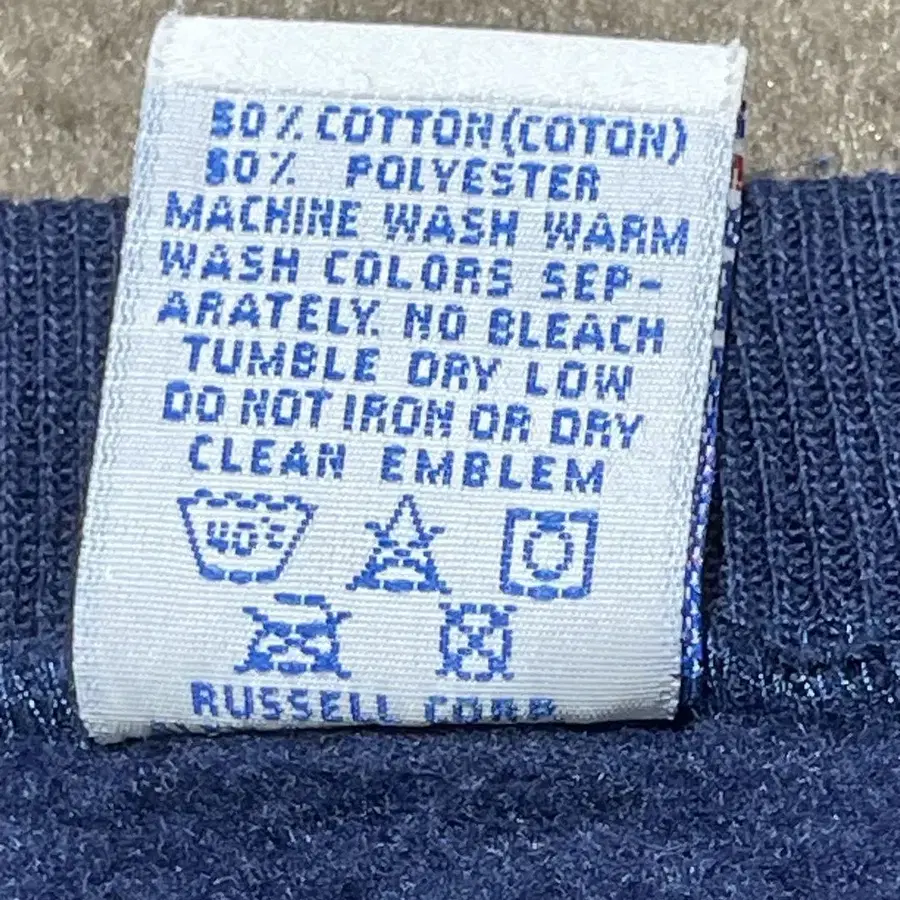 50% COTTON (COTON)
50% POLYESTER
MACHINE WASH WARM
WASH COLORS SEP-
ARATELY. NO BLEACH
TUMBLE DRY LOW
DO NOT IRON OR DRY
CLEAN EMBLEM
40°C
RUSSELL CORP